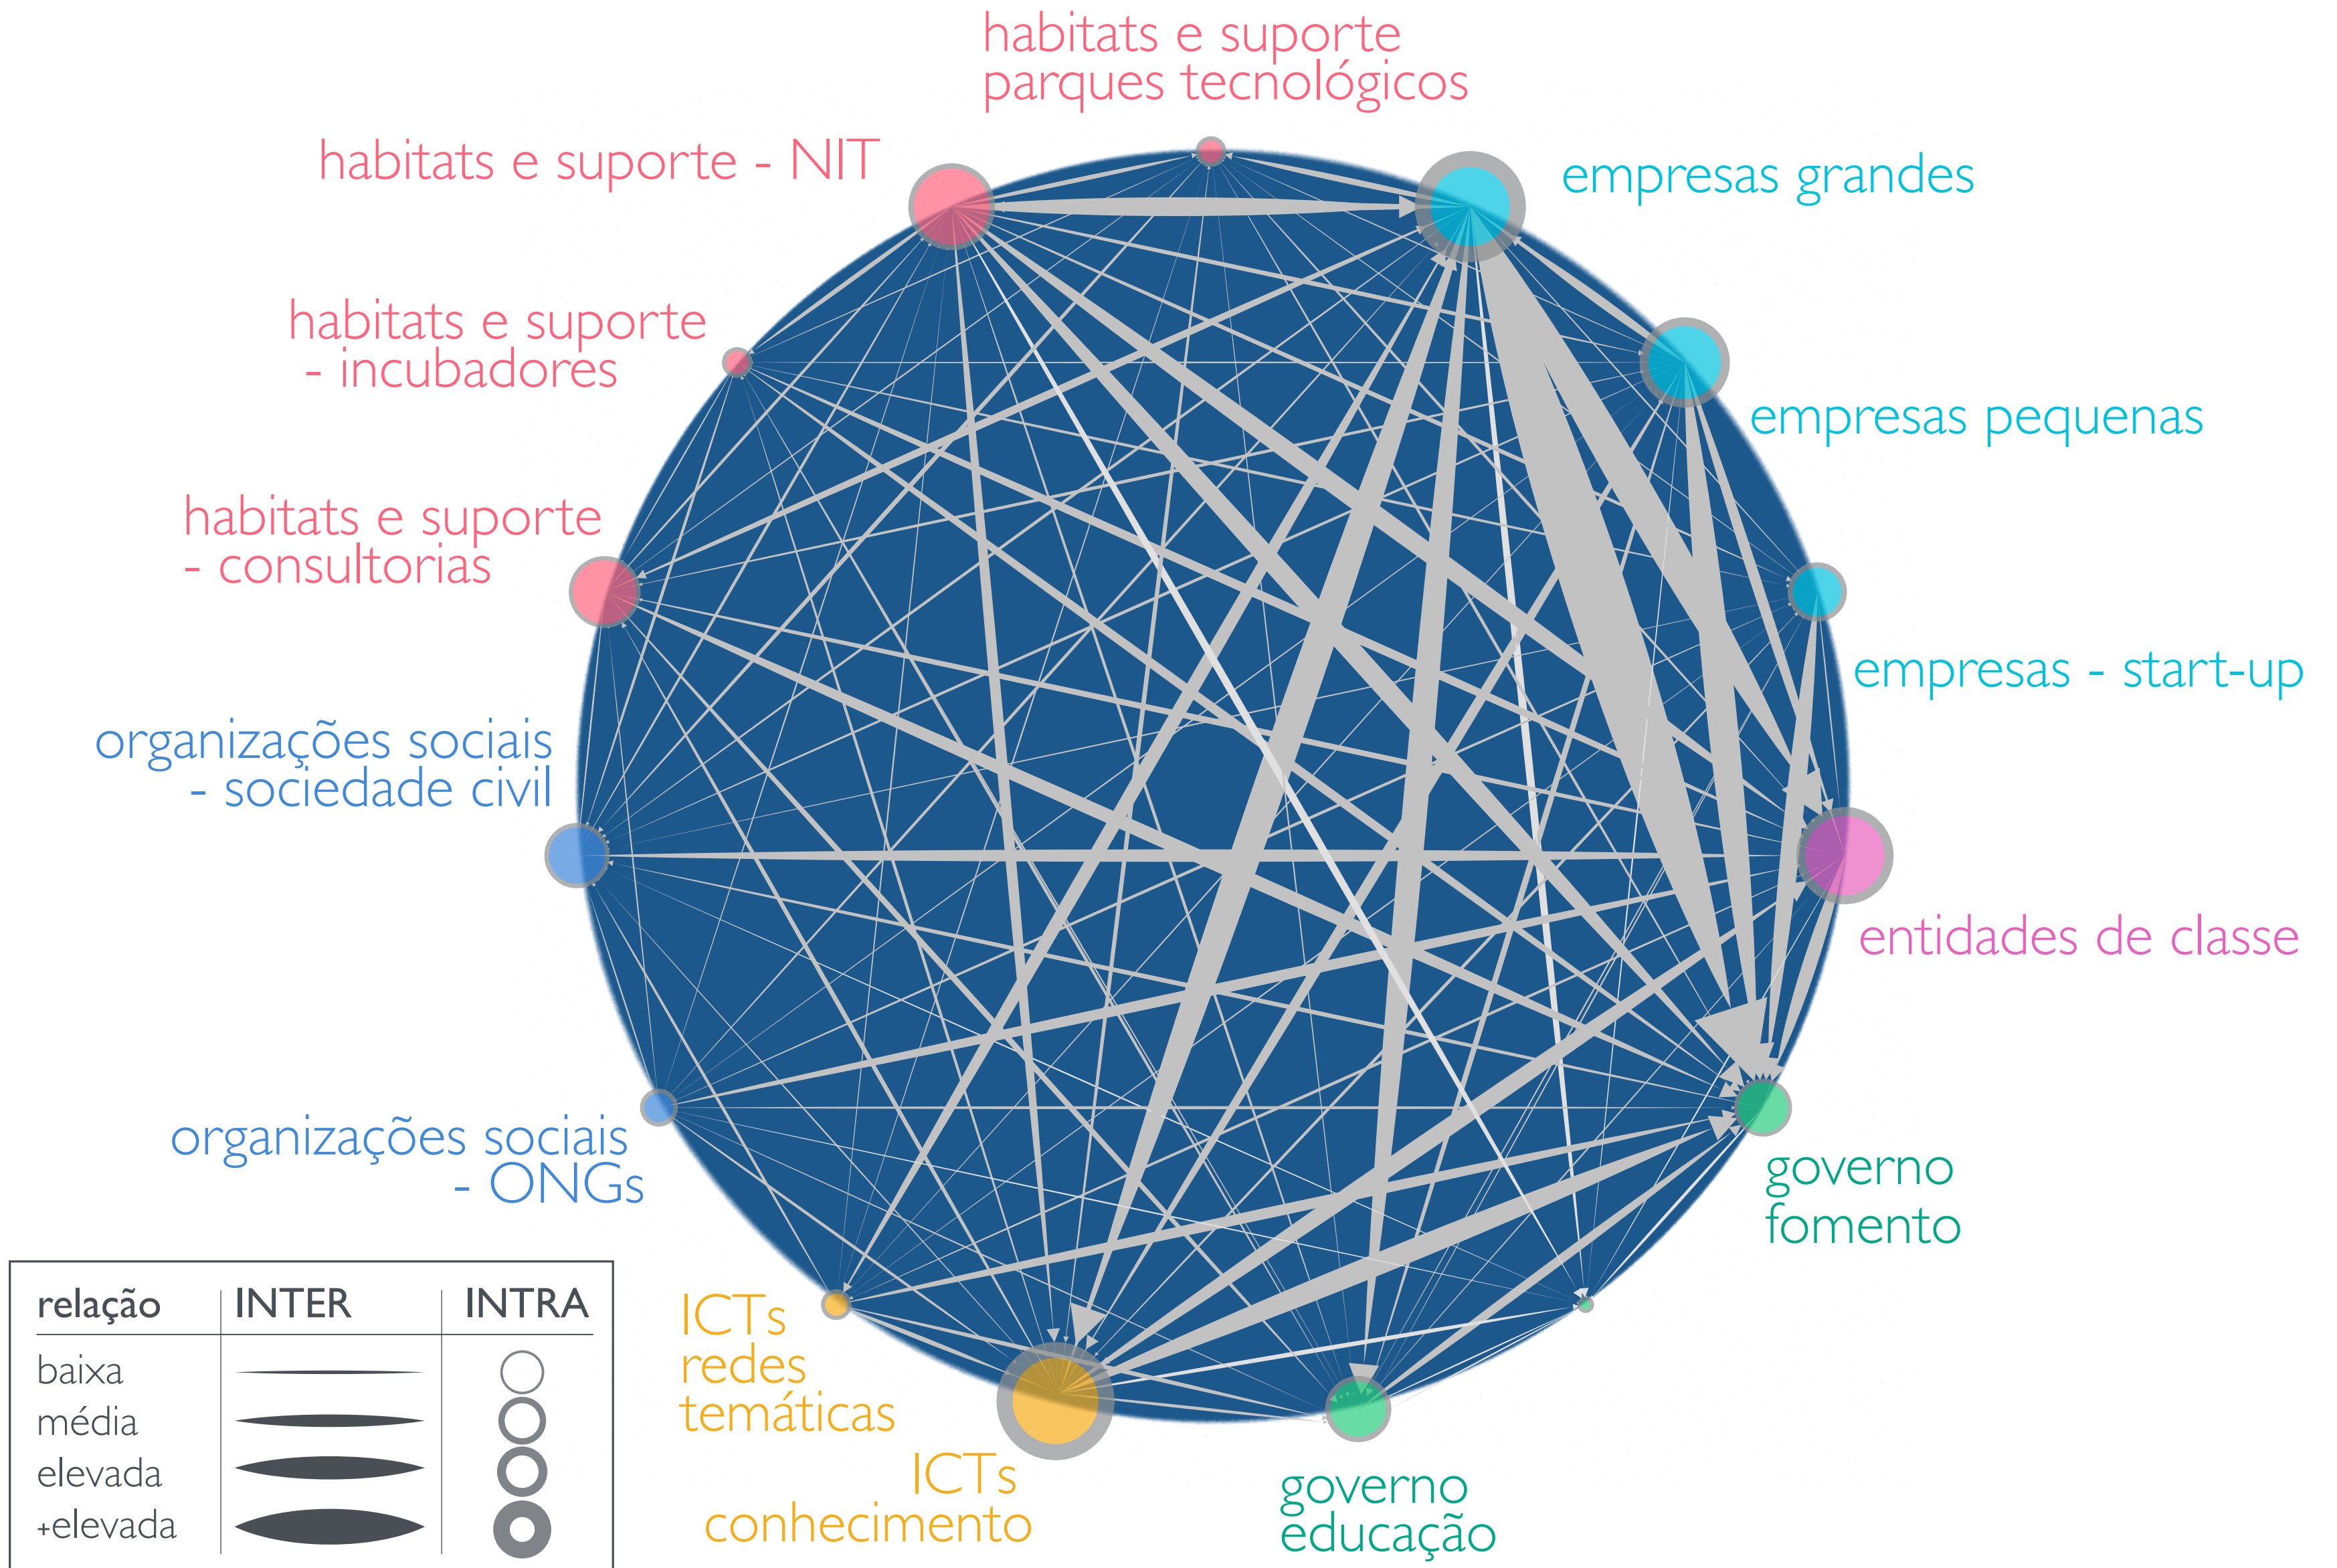 habitats e suporte
parques tecnológicos
habitats e suporte - NIT
empresas grandes
habitats e suporte
- incubadores
empresas pequenas
habitats e suporte
- consultorias
empresas - start-up
organizações sociais
- sociedade civil
entidades de classe
organizações sociais
- ONGs
governo
fomento
ICTs
redes
temáticas
ICTs
conhecimento
governo
educação
relação INTER INTRA
baixa
média
elevada
+elevada